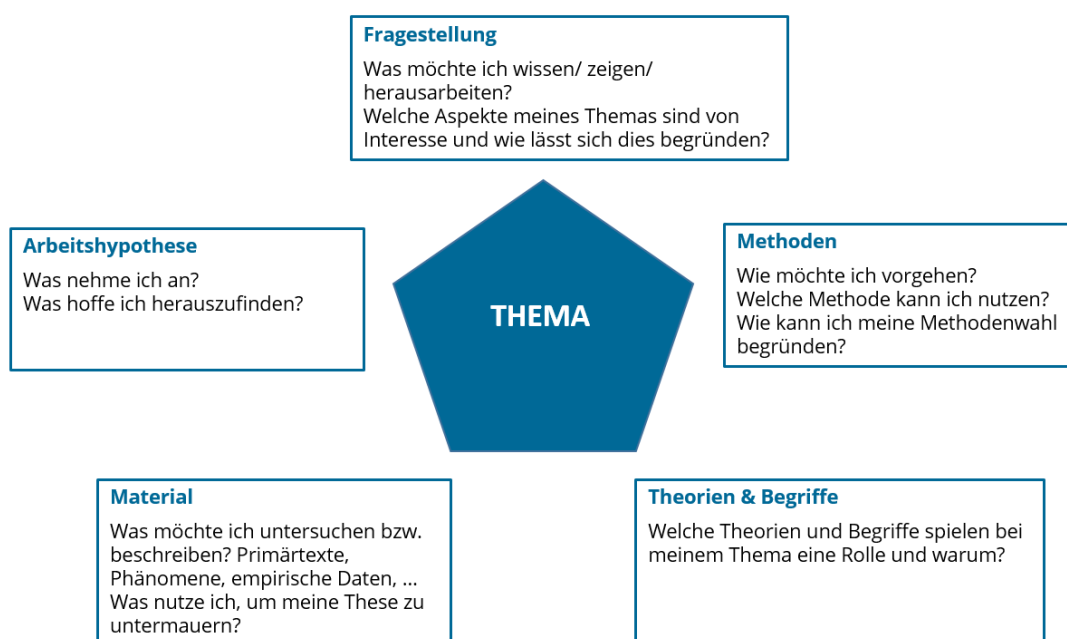 Fragestellung
Was möchte ich wissen/ zeigen/
herausarbeiten?
Welche Aspekte meines Themas sind von
Interesse und wie lässt sich dies begründen?
Arbeitshypothese
Was nehme ich an?
Was hoffe ich herauszufinden?
THEMA
Methoden
Wie möchte ich vorgehen?
Welche Methode kann ich nutzen?
Wie kann ich meine Methodenwahl
begründen?
Material
Was möchte ich untersuchen bzw.
beschreiben? Primärtexte,
Phänomene, empirische Daten, ...
Was nutze ich, um meine These zu
untermauern?
Theorien & Begriffe
Welche Theorien und Begriffe spielen bei
meinem Thema eine Rolle und warum?